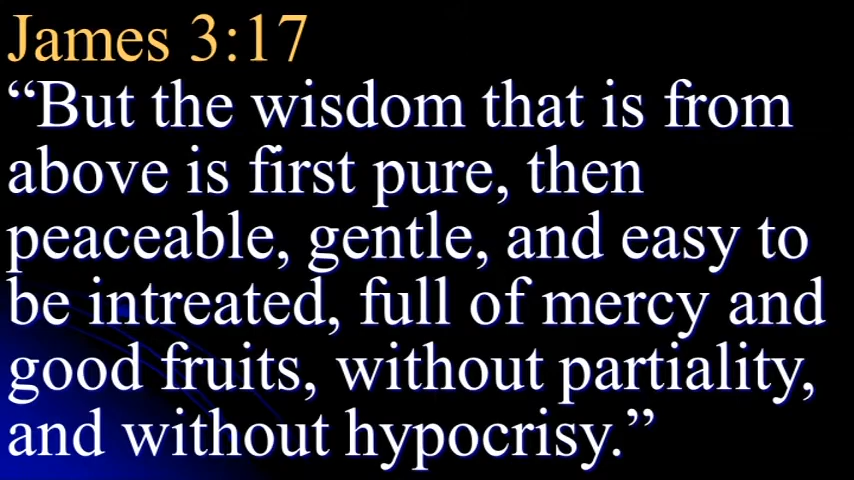 James 3:17
“But the wisdom that is from
above is first pure, then
peaceable, gentle, and easy to
be intreated, full of mercy and
good fruits, without partiality,
and without hypocrisy.”